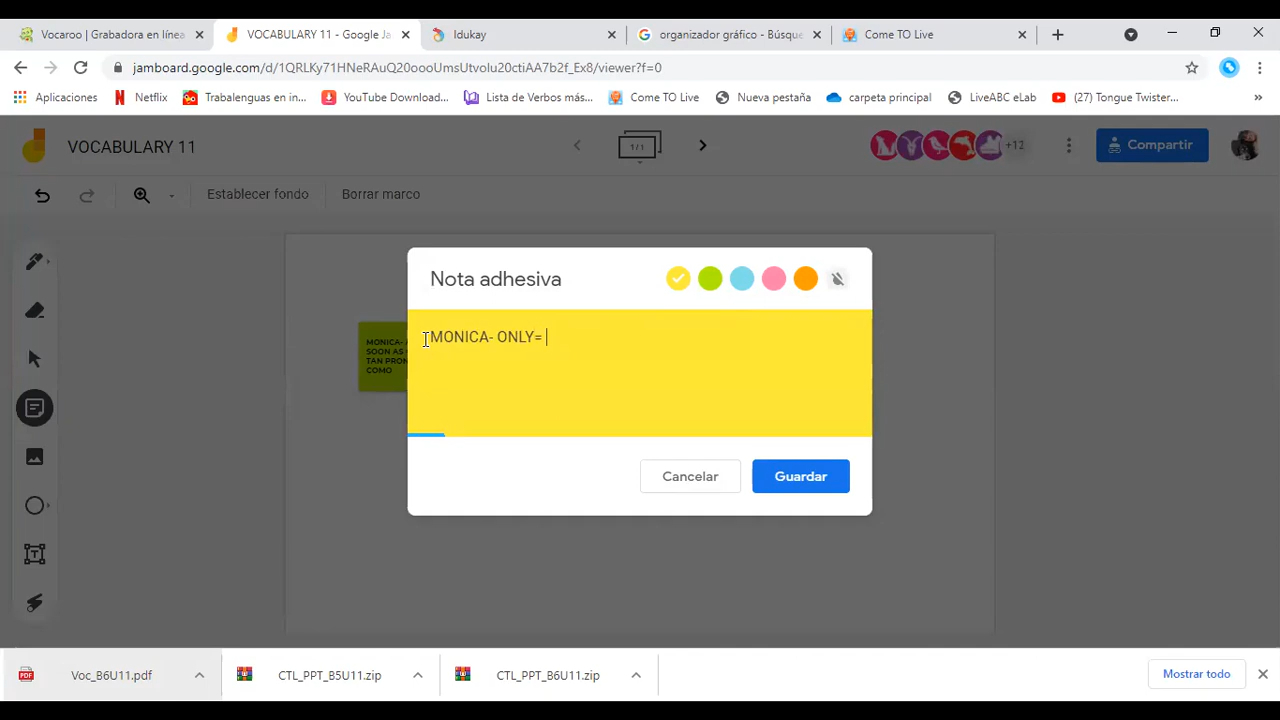 Vocaroo | Grabadora en línea
VOCABULARY 11 - Google Ja
Idukay
organizador gráfico - Búsque
Come TO Live
jamboard.google.com/d/1QRLKy71HNeRAuQ20oooUmsUtvolu20ctiAA7b2f_Ex8/viewer?f=0
Aplicaciones
Netflix
Trabalenguas en in...
YouTube Download...
Lista de Verbos más...
Come TO Live
Nueva pestaña
carpeta principal
LiveABC eLab
(27) Tongue Twister...
»
VOCABULARY 11
1/1
+12
Compartir
Establecer fondo
Borrar marco
Nota adhesiva
MONICA- ONLY=
MONICA-
SOON AS
TAN PRON
COMO
Cancelar
Guardar
Voc_B6U11.pdf
CTL_PPT_B5U11.zip
CTL_PPT_B6U11.zip
Mostrar todo